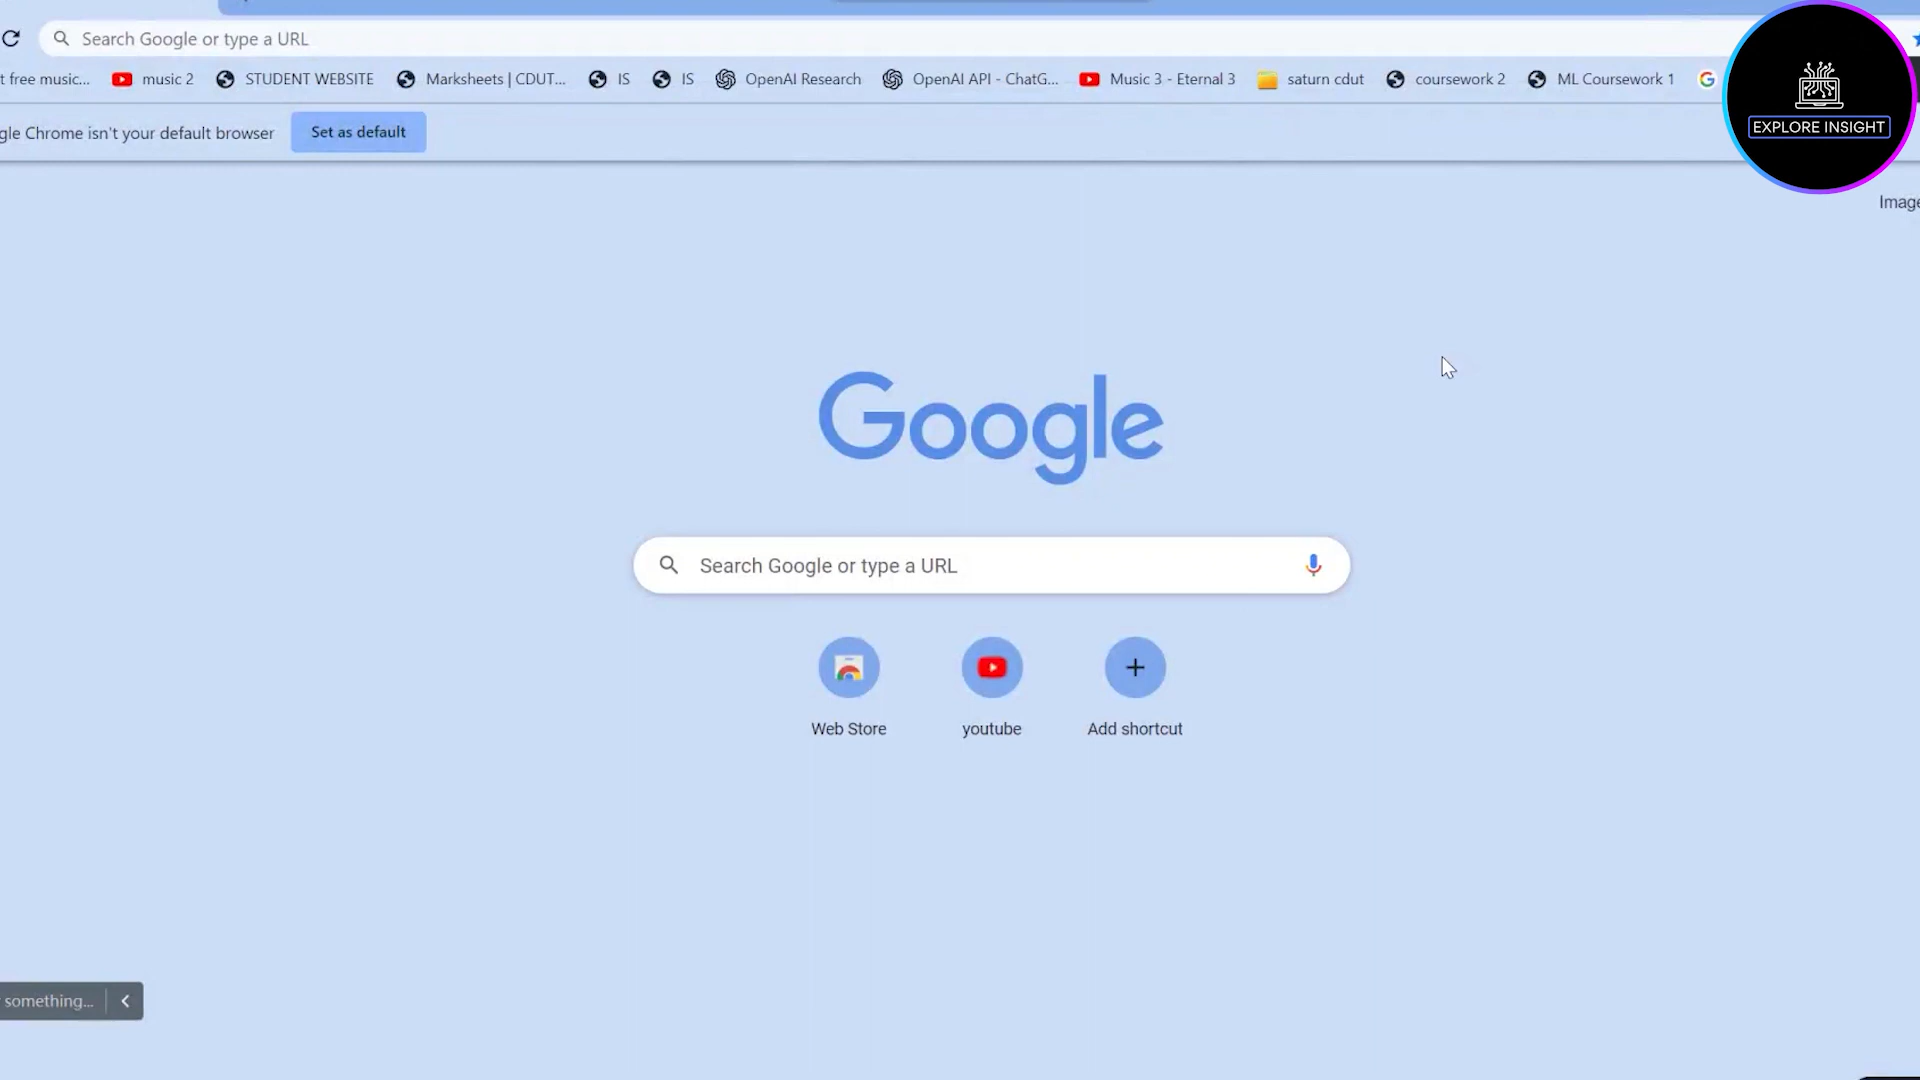 Search Google or type a URL
t free music... music 2 STUDENT WEBSITE Marksheets | CDUT... IS IS OpenAI Research OpenAI API - ChatG... Music 3 - Eternal 3 saturn cdut coursework 2 ML Coursework 1
EXPLORE INSIGHT
gle Chrome isn't your default browser Set as default
Image
Google
Search Google or type a URL
Web Store youtube Add shortcut
something...